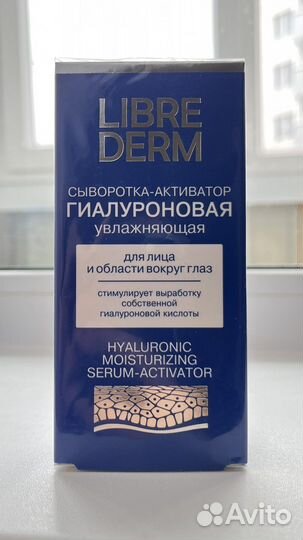 LIBRE
DERM
СЫВОРОТКА-АКТИВАТОР
ГИАЛУРОНОВАЯ
увлажняющая
для лица
и области вокруг глаз
стимулирует выработку
собственной
гиалуроновой кислоты
HYALURONIC
MOISTURIZING
SERUM-ACTIVATOR
Avito